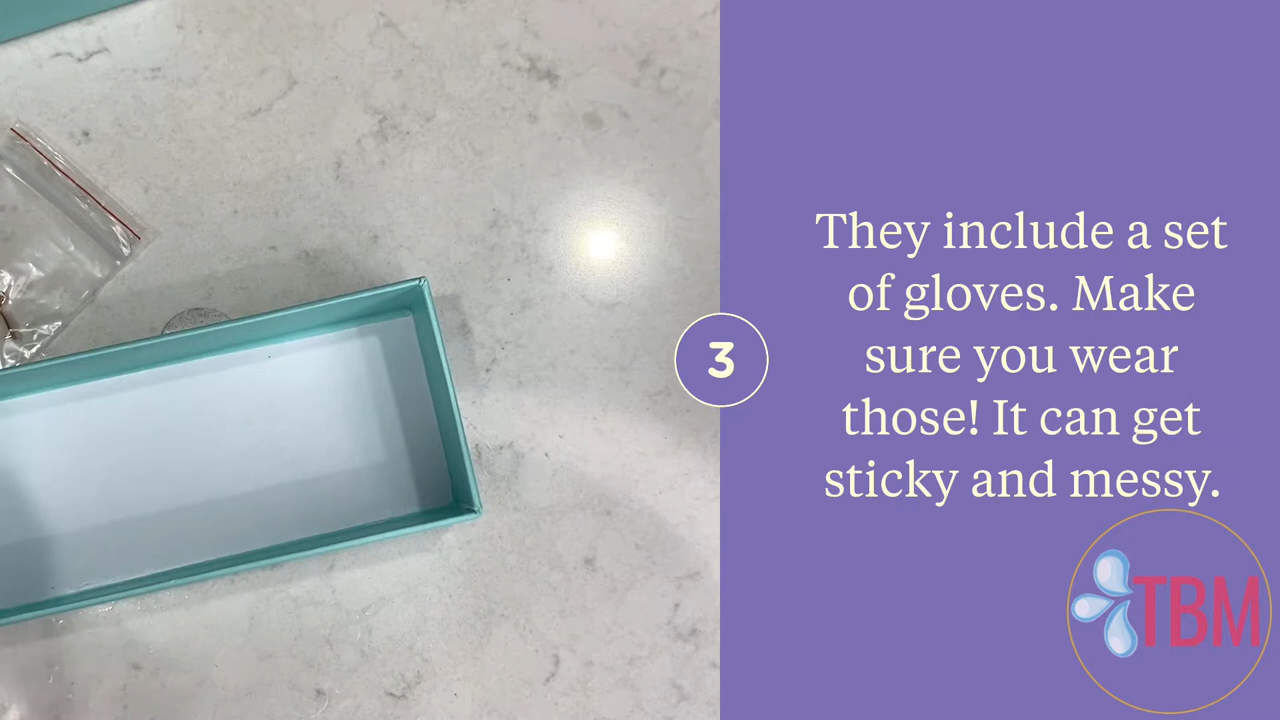 3
They include a set
of gloves. Make
sure you wear
those! It can get
sticky and messy.
TBM